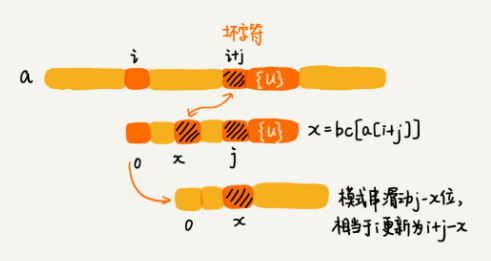 坏字符
i
i+j
a
{u}
{u}
x=bc[a[i+j]]
0
x
j
模式串滑动j-x位,
0
x
相当于i更新为i+j-x